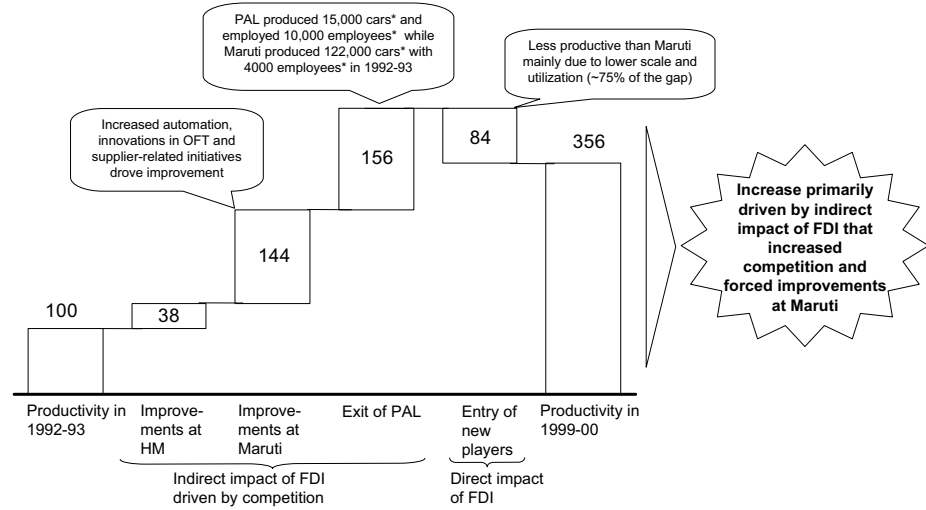 PAL produced 15,000 cars* and
employed 10,000 employees* while
Maruti produced 122,000 cars* with
4000 employees* in 1992-93
Less productive than Maruti
mainly due to lower scale and
utilization (~75% of the gap)
Increased automation,
innovations in OFT and
supplier-related initiatives
drove improvement
100
38
144
156
84
356
Increase primarily
driven by indirect
impact of FDI that
increased
competition and
forced improvements
at Maruti
Productivity in
1992-93
Improve-
ments at
HM
Improve-
ments at
Maruti
Exit of PAL
Entry of
new
players
Productivity in
1999-00
Indirect impact of FDI
driven by competition
Direct impact
of FDI